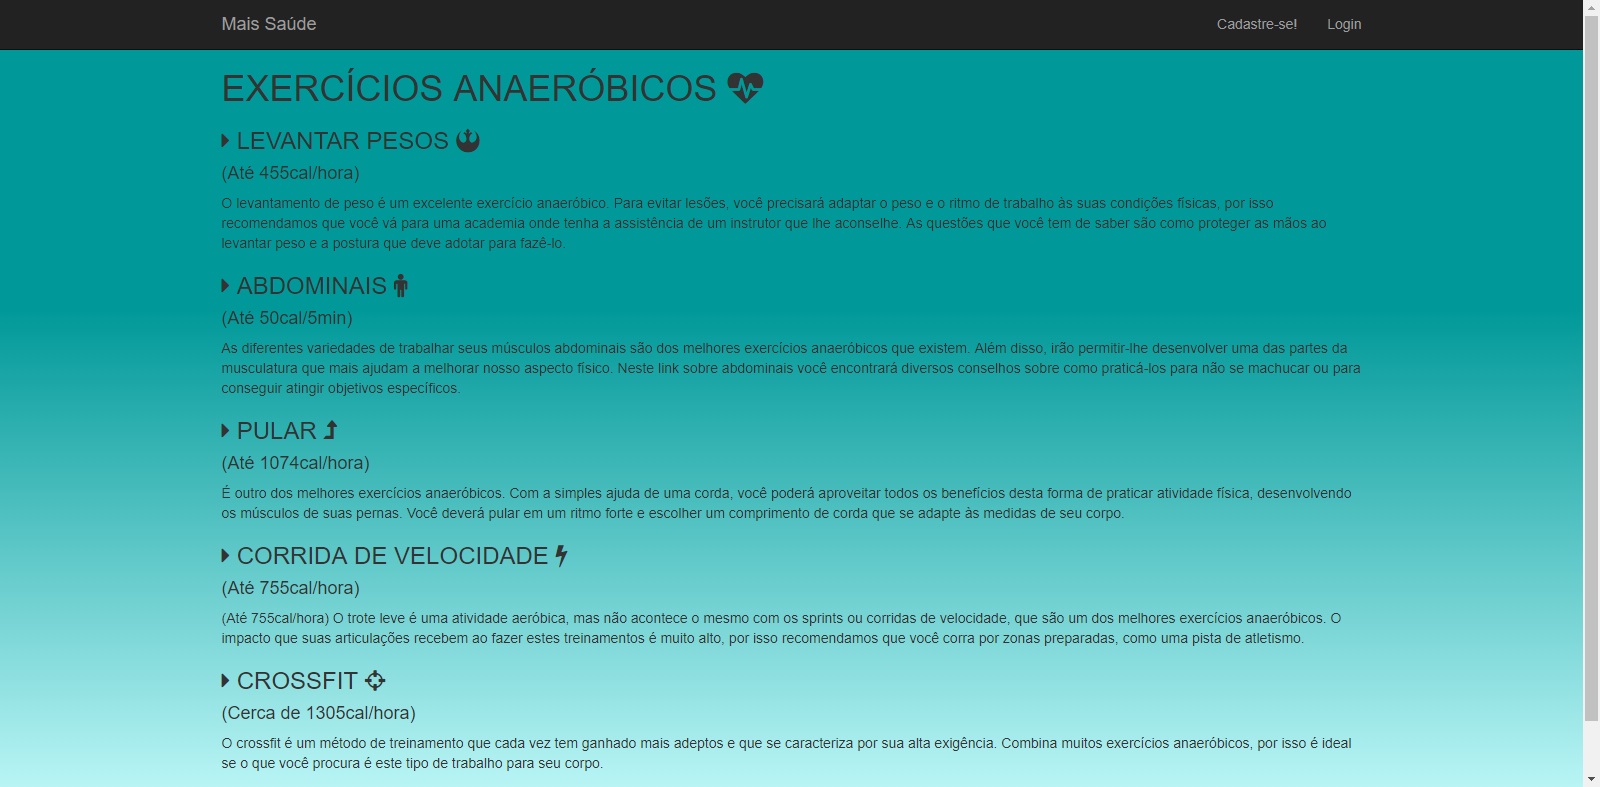 Mais Saúde
Cadastre-se!
Login
EXERCÍCIOS ANAERÓBICOS
LEVANTAR PESOS
(Até 455cal/hora)
O levantamento de peso é um excelente exercício anaeróbico. Para evitar lesões, você precisará adaptar o peso e o ritmo de trabalho às suas condições físicas, por isso
recomendamos que você vá para uma academia onde tenha a assistência de um instrutor que lhe aconselhe. As questões que você tem de saber são como proteger as mãos ao
levantar peso e a postura que deve adotar para fazê-lo.
ABDOMINAIS
(Até 50cal/5min)
As diferentes variedades de trabalhar seus músculos abdominais são dos melhores exercícios anaeróbicos que existem. Além disso, irão permitir-lhe desenvolver uma das partes da
musculatura que mais ajudam a melhorar nosso aspecto físico. Neste link sobre abdominais você encontrará diversos conselhos sobre como praticá-los para não se machucar ou para
conseguir atingir objetivos específicos.
PULAR
(Até 1074cal/hora)
É outro dos melhores exercícios anaeróbicos. Com a simples ajuda de uma corda, você poderá aproveitar todos os benefícios desta forma de praticar atividade física, desenvolvendo
os músculos de suas pernas. Você deverá pular em um ritmo forte e escolher um comprimento de corda que se adapte às medidas de seu corpo.
CORRIDA DE VELOCIDADE
(Até 755cal/hora)
(Até 755cal/hora) O trote leve é uma atividade aeróbica, mas não acontece o mesmo com os sprints ou corridas de velocidade, que são um dos melhores exercícios anaeróbicos. O
impacto que suas articulações recebem ao fazer estes treinamentos é muito alto, por isso recomendamos que você corra por zonas preparadas, como uma pista de atletismo.
CROSSFIT
(Cerca de 1305cal/hora)
O crossfit é um método de treinamento que cada vez tem ganhado mais adeptos e que se caracteriza por sua alta exigência. Combina muitos exercícios anaeróbicos, por isso é ideal
se o que você procura é este tipo de trabalho para seu corpo.